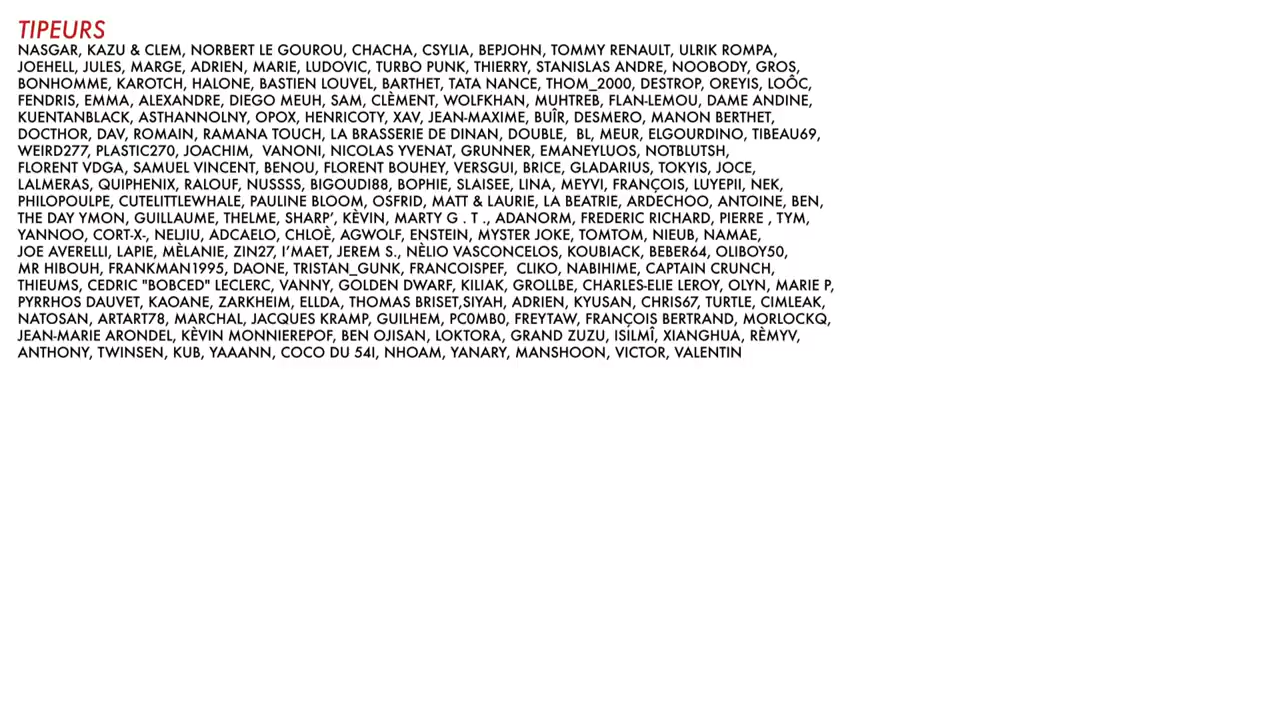 TIPEURS
NASGAR, KAZU & CLEM, NORBERT LE GOUROU, CHACHA, CSYLIA, BEPJOHN, TOMMY RENAULT, ULRIK ROMPA,
JOEHELL, JULES, MARGE, ADRIEN, MARIE, LUDOVIC, TURBO PUNK, THIERRY, STANISLAS ANDRE, NOOBODY, GROS,
BONHOMME, KAROTCH, HALONE, BASTIEN LOUVEL, BARTHET, TATA NANCE, THOM_2000, DESTROP, OREYIS, LOÔC,
FENDRIS, EMMA, ALEXANDRE, DIEGO MEUH, SAM, CLÈMENT, WOLFKHAN, MUHTREB, FLAN-LEMOU, DAME ANDINE,
KUENTANBLACK, ASTHANNOLNY, OPOX, HENRICOTY, XAV, JEAN-MAXIME, BUÎR, DESMERO, MANON BERTHET,
DOCTHOR, DAV, ROMAIN, RAMANA TOUCH, LA BRASSERIE DE DINAN, DOUBLE,  BL, MEUR, ELGOURDINO, TIBEAU69,
WEIRD277, PLASTIC270, JOACHIM,  VANONI, NICOLAS YVENAT, GRUNNER, EMANEYLUOS, NOTBLUTSH,
FLORENT VDGA, SAMUEL VINCENT, BENOU, FLORENT BOUHEY, VERSGUI, BRICE, GLADARIUS, TOKYIS, JOCE,
LALMERAS, QUIPHENIX, RALOUF, NUSSSS, BIGOUDI88, BOPHIE, SLAISEE, LINA, MEYVI, FRANÇOIS, LUYEPII, NEK,
PHILOPOULPE, CUTELITTLEWHALE, PAULINE BLOOM, OSFRID, MATT & LAURIE, LA BEATRIE, ARDECHOO, ANTOINE, BEN,
THE DAY YMON, GUILLAUME, THELME, SHARP’, KÈVIN, MARTY G . T ., ADANORM, FREDERIC RICHARD, PIERRE , TYM,
YANNOO, CORT-X-, NELJIU, ADCAELO, CHLOÈ, AGWOLF, ENSTEIN, MYSTER JOKE, TOMTOM, NIEUB, NAMAE,
JOE AVERELLI, LAPIE, MÈLANIE, ZIN27, I’MAET, JEREM S., NÈLIO VASCONCELOS, KOUBIACK, BEBER64, OLIBOY50,
MR HIBOUH, FRANKMAN1995, DAONE, TRISTAN_GUNK, FRANCOISPEF,  CLIKO, NABIHIME, CAPTAIN CRUNCH,
THIEUMS, CEDRIC "BOBCED" LECLERC, VANNY, GOLDEN DWARF, KILIAK, GROLLBE, CHARLES-ELIE LEROY, OLYN, MARIE P,
PYRRHOS DAUVET, KAOANE, ZARKHEIM, ELLDA, THOMAS BRISET,SIYAH, ADRIEN, KYUSAN, CHRIS67, TURTLE, CIMLEAK,
NATOSAN, ARTART78, MARCHAL, JACQUES KRAMP, GUILHEM, PC0MB0, FREYTAW, FRANÇOIS BERTRAND, MORLOCKQ,
JEAN-MARIE ARONDEL, KÈVIN MONNIEREPOF, BEN OJISAN, LOKTORA, GRAND ZUZU, ISILMÎ, XIANGHUA, RÈMYV,
ANTHONY, TWINSEN, KUB, YAAANN, COCO DU 54I, NHOAM, YANARY, MANSHOON, VICTOR, VALENTIN